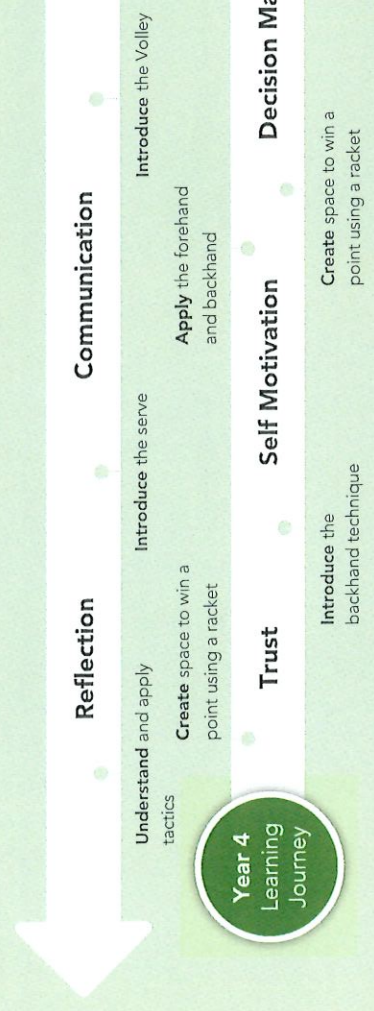 Reflection
Communication
Understand and apply
tactics
Introduce the serve
Introduce the Volley
Create space to win a
point using a racket
Apply the forehand
and backhand
Year 4
Learning
Journey
Trust
Self Motivation
Decision Ma
Introduce the
backhand technique
Create space to win a
point using a racket